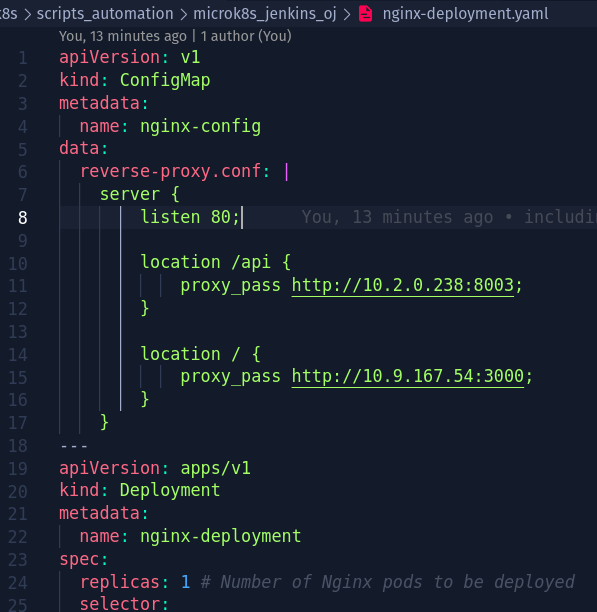 k8s > scripts_automation > microk8s_jenkins_oj > nginx-deployment.yaml
You, 13 minutes ago | 1 author (You)
1 apiVersion: v1
2 kind: ConfigMap
3 metadata:
4   name: nginx-config
5 data:
6   reverse-proxy.conf: |
7     server {
8         listen 80; You, 13 minutes ago • includi
9
10         location /api {
11             proxy_pass http://10.2.0.238:8003;
12         }
13
14         location / {
15             proxy_pass http://10.9.167.54:3000;
16         }
17     }
18 ---
19 apiVersion: apps/v1
20 kind: Deployment
21 metadata:
22   name: nginx-deployment
23 spec:
24   replicas: 1 # Number of Nginx pods to be deployed
25   selector: